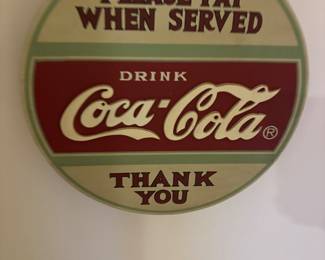 PLEASE PAY
WHEN SERVED
DRINK
Coca-Cola®
THANK
YOU